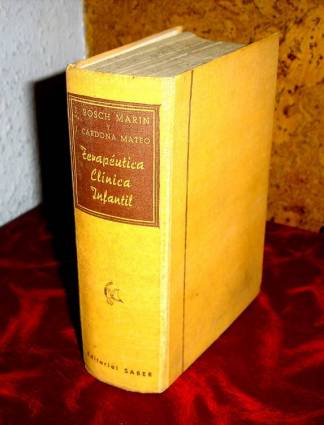 J. BOSCH MARIN
Y
J. CARDONA MATEO
Terapéutica
Clínica
Infantil
Editorial SABER